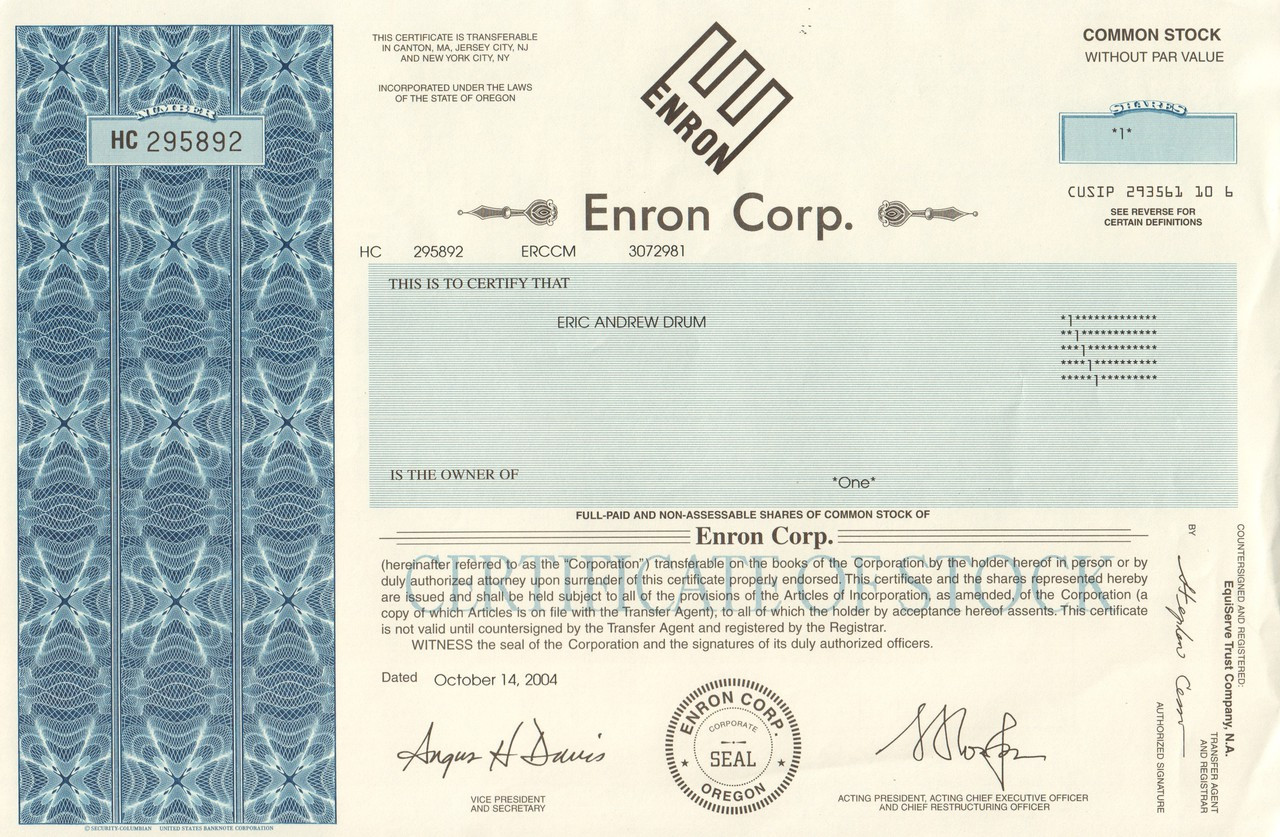 THIS CERTIFICATE IS TRANSFERABLE
IN CANTON, MA, JERSEY CITY, NJ
AND NEW YORK CITY, NY
INCORPORATED UNDER THE LAWS
OF THE STATE OF OREGON
ENRON
COMMON STOCK
WITHOUT PAR VALUE
NUMBER
HC 295892
SHARES
*1*
CUSIP 293561 10 6
SEE REVERSE FOR
CERTAIN DEFINITIONS
Enron Corp.
HC 295892 ERCCM 3072981
THIS IS TO CERTIFY THAT
ERIC ANDREW DRUM
*1*************
**1************
***1***********
****1**********
*****1*********
IS THE OWNER OF
*One*
FULL-PAID AND NON-ASSESSABLE SHARES OF COMMON STOCK OF
Enron Corp.
CERTIFICATE OF STOCK
(hereinafter referred to as the "Corporation") transferable on the books of the Corporation by the holder hereof in person or by
duly authorized attorney upon surrender of this certificate properly endorsed. This certificate and the shares represented hereby
are issued and shall be held subject to all of the provisions of the Articles of Incorporation, as amended, of the Corporation (a
copy of which Articles is on file with the Transfer Agent), to all of which the holder by acceptance hereof assents. This certificate
is not valid until countersigned by the Transfer Agent and registered by the Registrar.
WITNESS the seal of the Corporation and the signatures of its duly authorized officers.
Dated October 14, 2004
Angus H Davis
VICE PRESIDENT
AND SECRETARY
ENRON CORP.
CORPORATE
SEAL
OREGON
ACTING PRESIDENT, ACTING CHIEF EXECUTIVE OFFICER
AND CHIEF RESTRUCTURING OFFICER
COUNTERSIGNED AND REGISTERED:
EquiServe Trust Company, N.A.
TRANSFER AGENT
AND REGISTRAR
BY
AUTHORIZED SIGNATURE
© SECURITY-COLUMBIAN UNITED STATES BANKNOTE CORPORATION